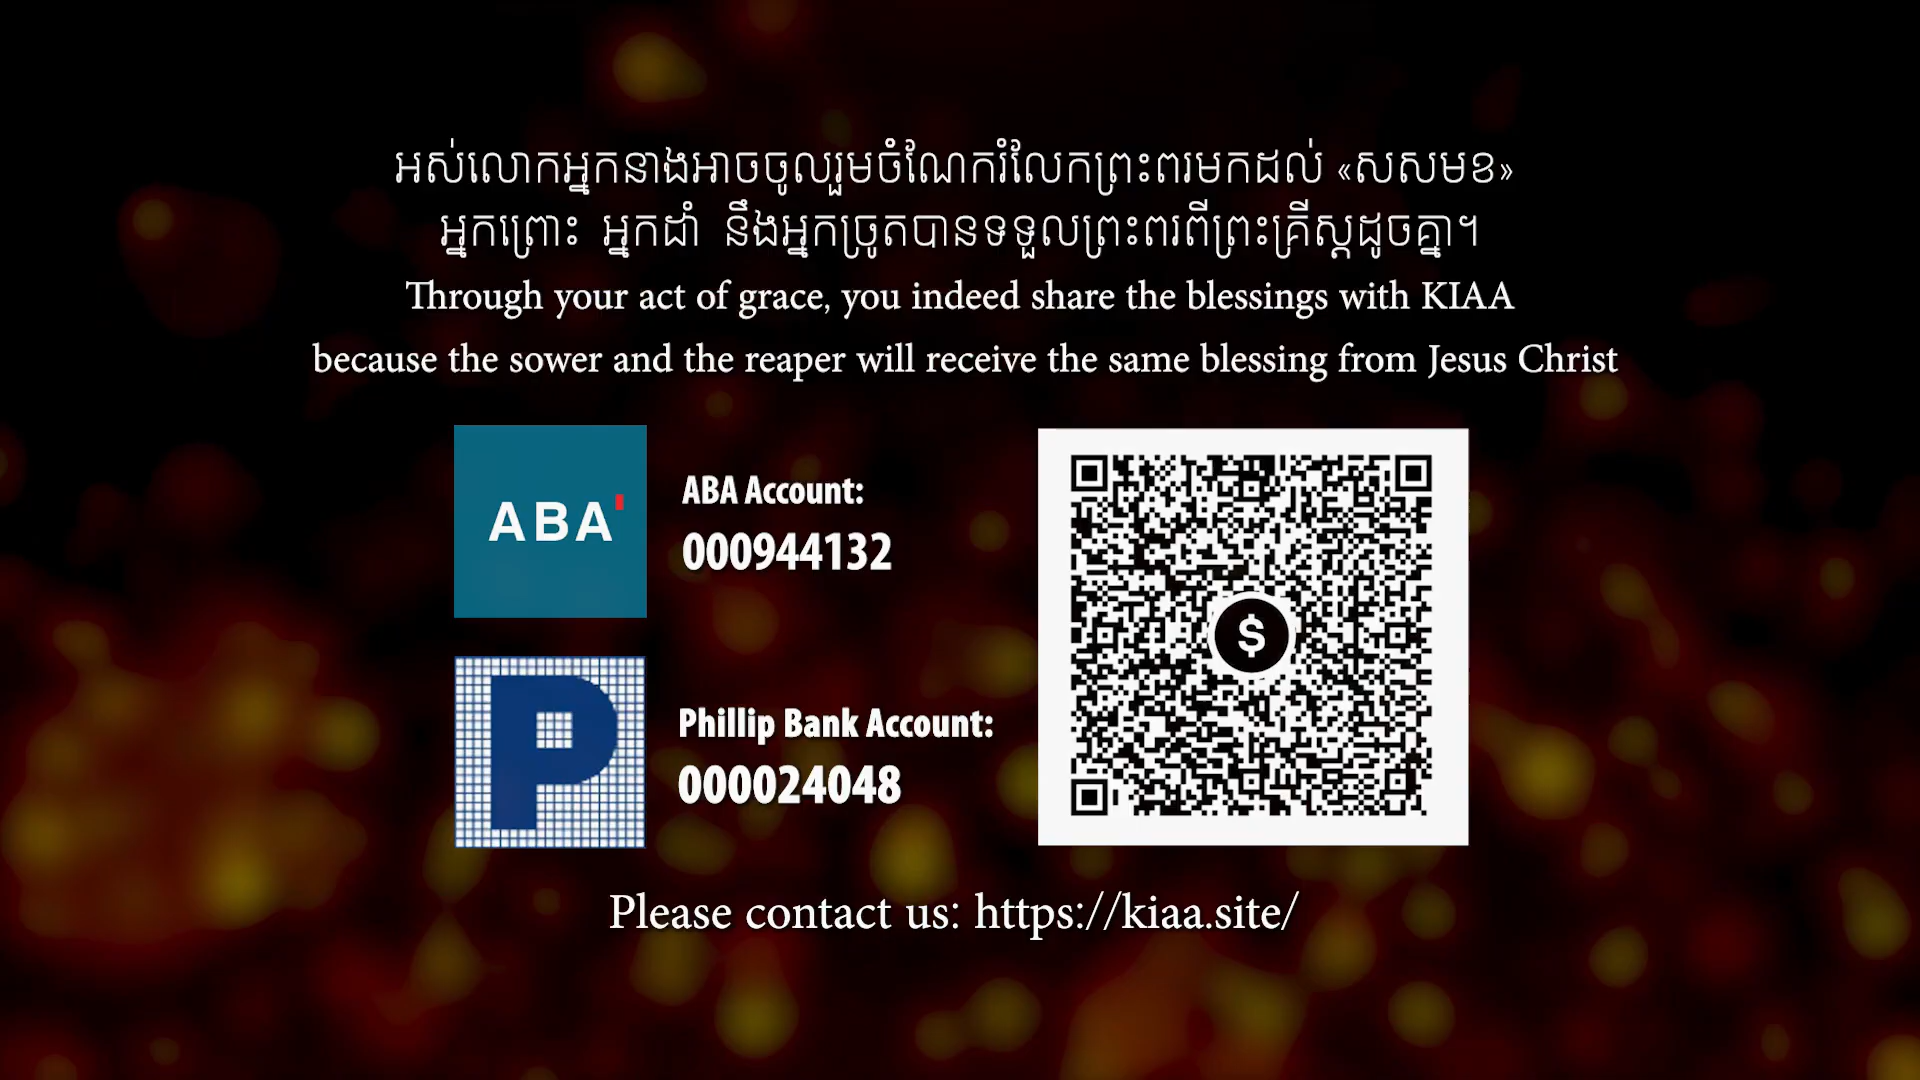 អស់លោកអ្នកនាងអាចចូលរួមចំណែករំលែកព្រះពរមកដល់ «សសមខ»
អ្នកព្រោះ អ្នកដាំ នឹងអ្នកច្រូតបានទទួលព្រះពរពីព្រះគ្រីស្តដូចគ្នា។
Through your act of grace, you indeed share the blessings with KIAA
because the sower and the reaper will receive the same blessing from Jesus Christ
ABA'
ABA Account:
000944132
P
Phillip Bank Account:
000024048
$
Please contact us: https://kiaa.site/